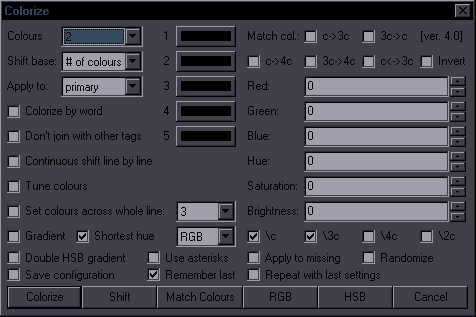 Colorize
Colours 2 1 Match col.: c->3c 3c->c [ver. 4.0]
Shift base: # of colours 2 c->4c 3c->4c c<->3c Invert
Apply to: primary 3 Red: 0
Colorize by word 4 Green: 0
Don't join with other tags 5 Blue: 0
Continuous shift line by line Hue: 0
Tune colours Saturation: 0
Set colours across whole line: 3 Brightness: 0
Gradient Shortest hue RGB \c \3c \4c \2c
Double HSB gradient Use asterisks Apply to missing Randomize
Save configuration Remember last Repeat with last settings
Colorize Shift Match Colours RGB HSB Cancel